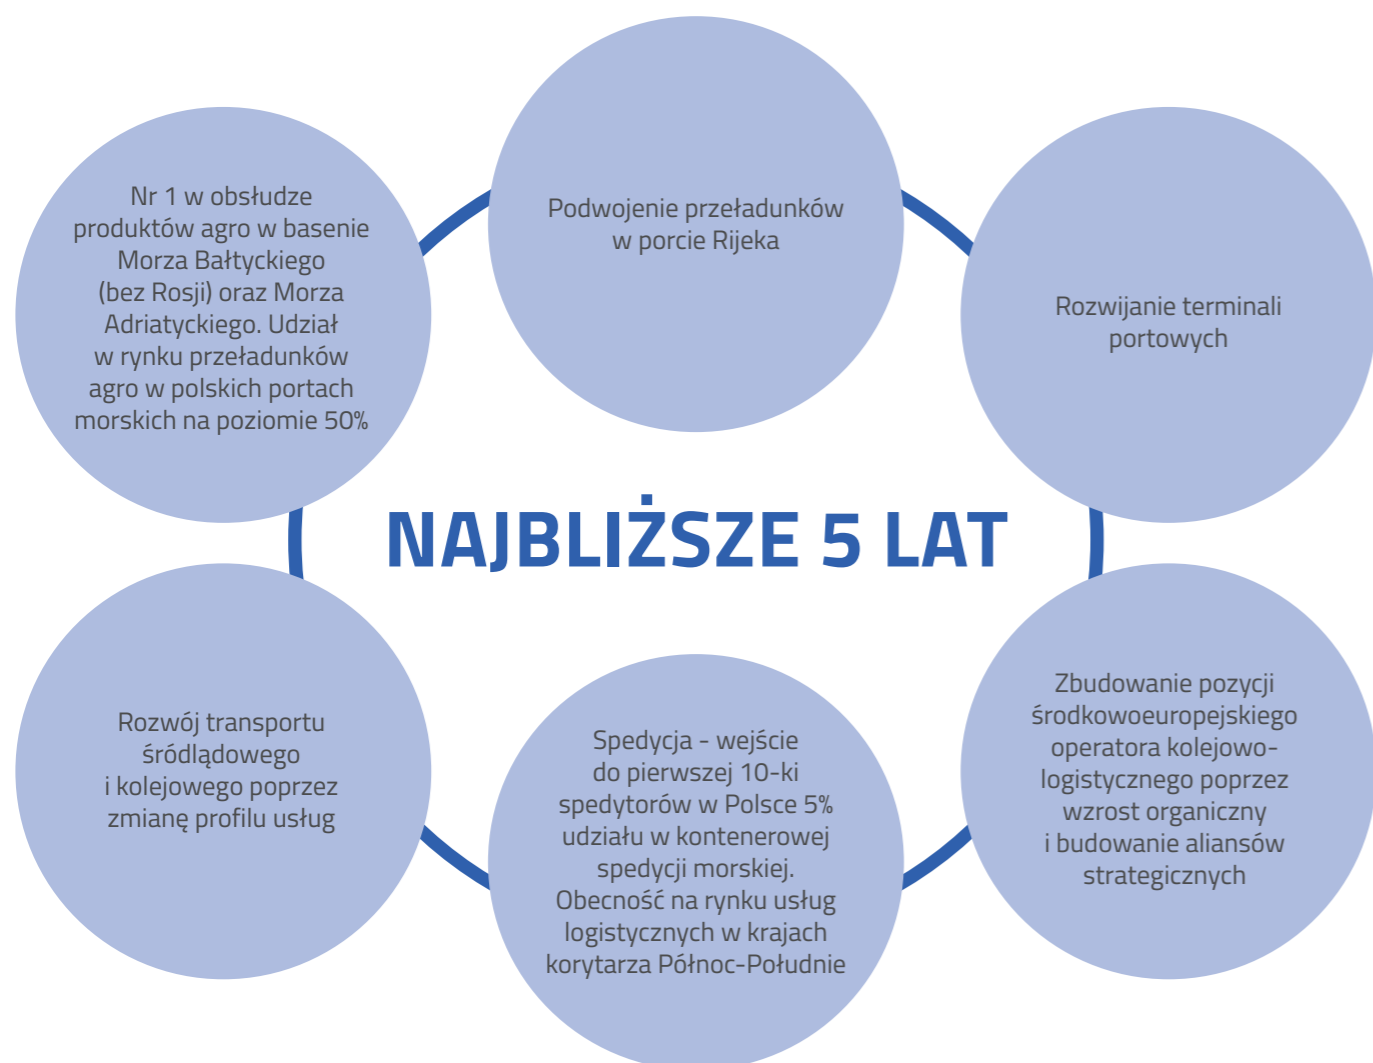 Nr 1 w obsłudze
produktów agro w basenie
Morza Bałtyckiego
(bez Rosji) oraz Morza
Adriatyckiego. Udział
w rynku przeładunków
agro w polskich portach
morskich na poziomie 50%
Podwojenie przeładunków
w porcie Rijeka
Rozwijanie terminali
portowych
NAJBLIŻSZE 5 LAT
Rozwój transportu
śródlądowego
i kolejowego poprzez
zmianę profilu usług
Spedycja - wejście
do pierwszej 10-ki
spedytorów w Polsce 5%
udziału w kontenerowej
spedycji morskiej.
Obecność na rynku usług
logistycznych w krajach
korytarza Północ-Południe
Zbudowanie pozycji
środkowoeuropejskiego
operatora kolejowo-
logistycznego poprzez
wzrost organiczny
i budowanie aliansów
strategicznych